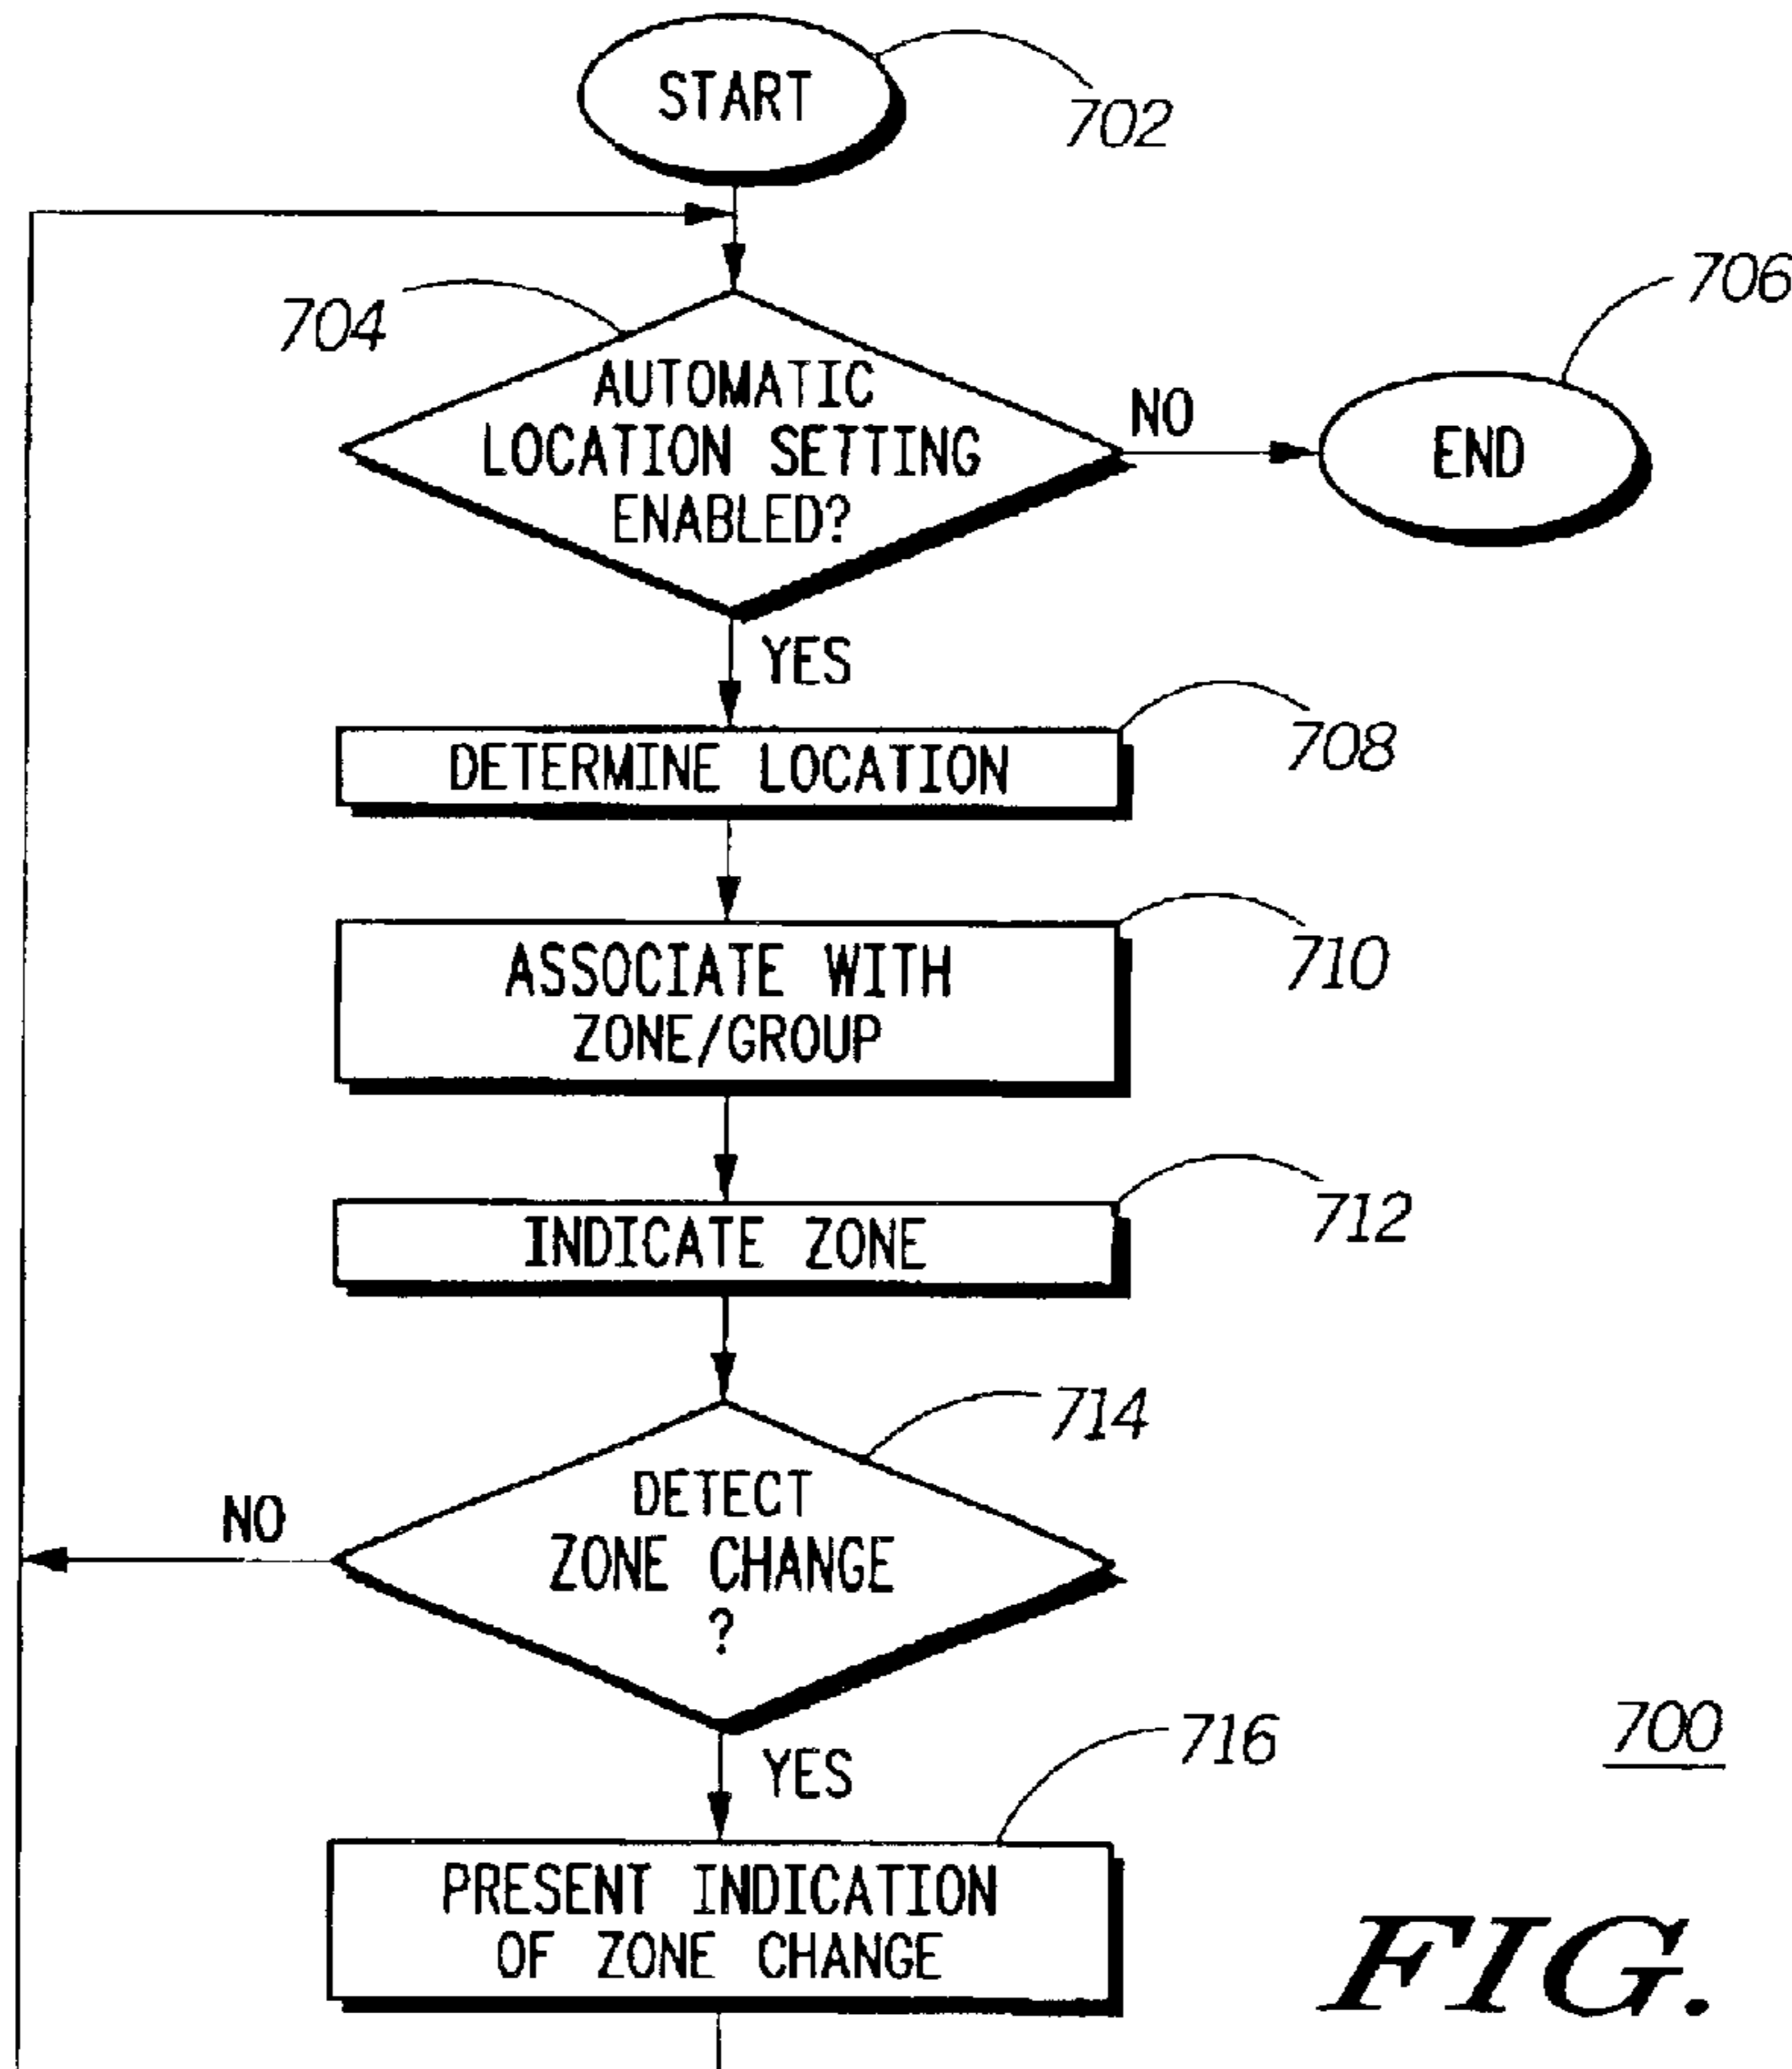 START
702
704
AUTOMATIC
LOCATION SETTING
ENABLED?
NO
706
END
YES
DETERMINE LOCATION
708
ASSOCIATE WITH
ZONE/GROUP
710
INDICATE ZONE
712
714
DETECT
ZONE CHANGE
?
NO
YES
716
700
PRESENT INDICATION
OF ZONE CHANGE
FIG.